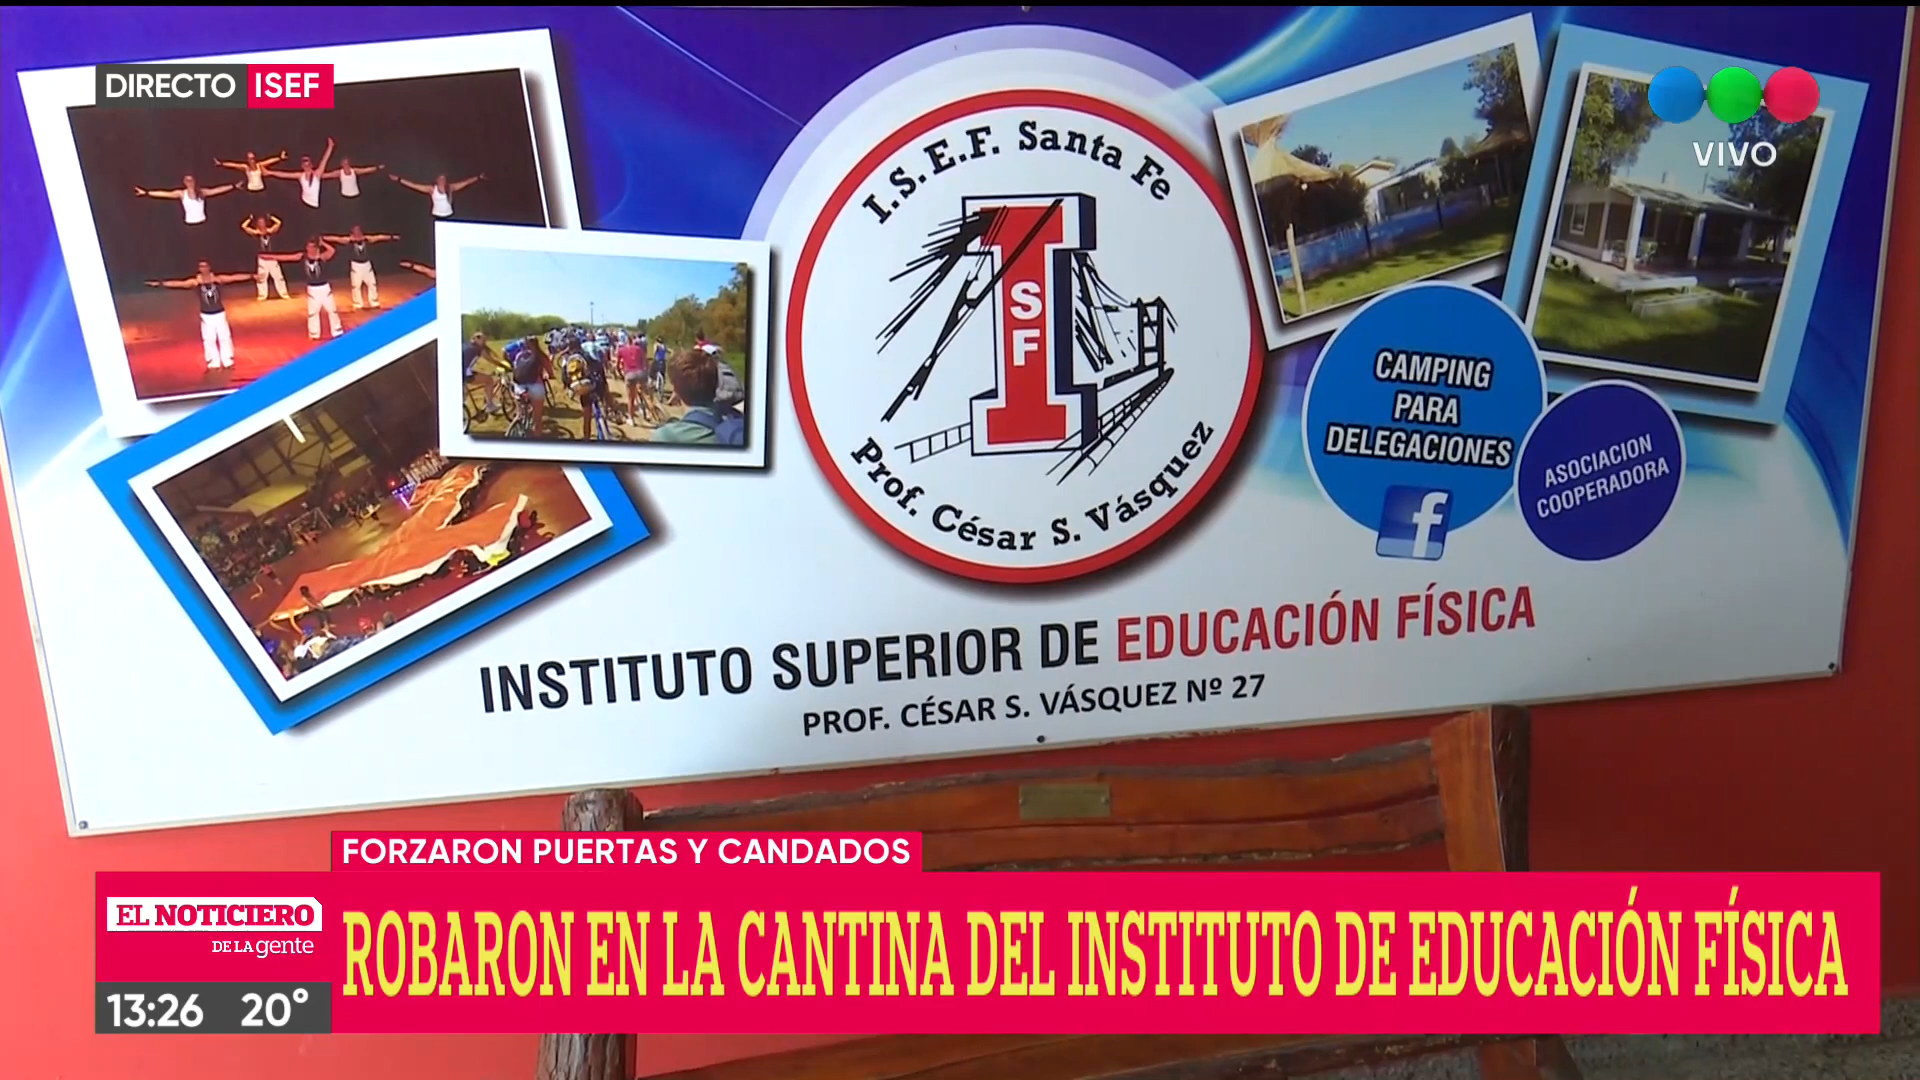 DIRECTO ISEF
VIVO
I.S.E.F. Santa Fe
I
S
F
Prof. César S. Vásquez
CAMPING
PARA
DELEGACIONES
f
ASOCIACION
COOPERADORA
INSTITUTO SUPERIOR DE EDUCACIÓN FÍSICA
PROF. CÉSAR S. VÁSQUEZ Nº 27
FORZARON PUERTAS Y CANDADOS
EL NOTICIERO
DE LA gente
ROBARON EN LA CANTINA DEL INSTITUTO DE EDUCACIÓN FÍSICA
13:26 20°